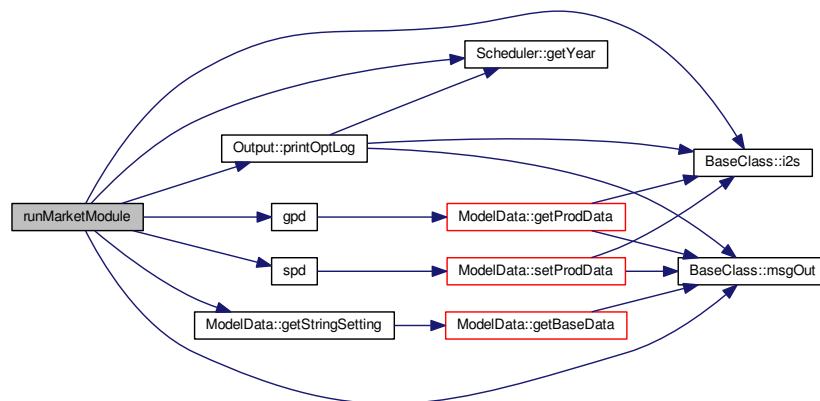 Scheduler::getYear
Output::printOptLog
BaseClass::i2s
runMarketModule
gpd
ModelData::getProdData
spd
ModelData::setProdData
BaseClass::msgOut
ModelData::getStringSetting
ModelData::getBaseData